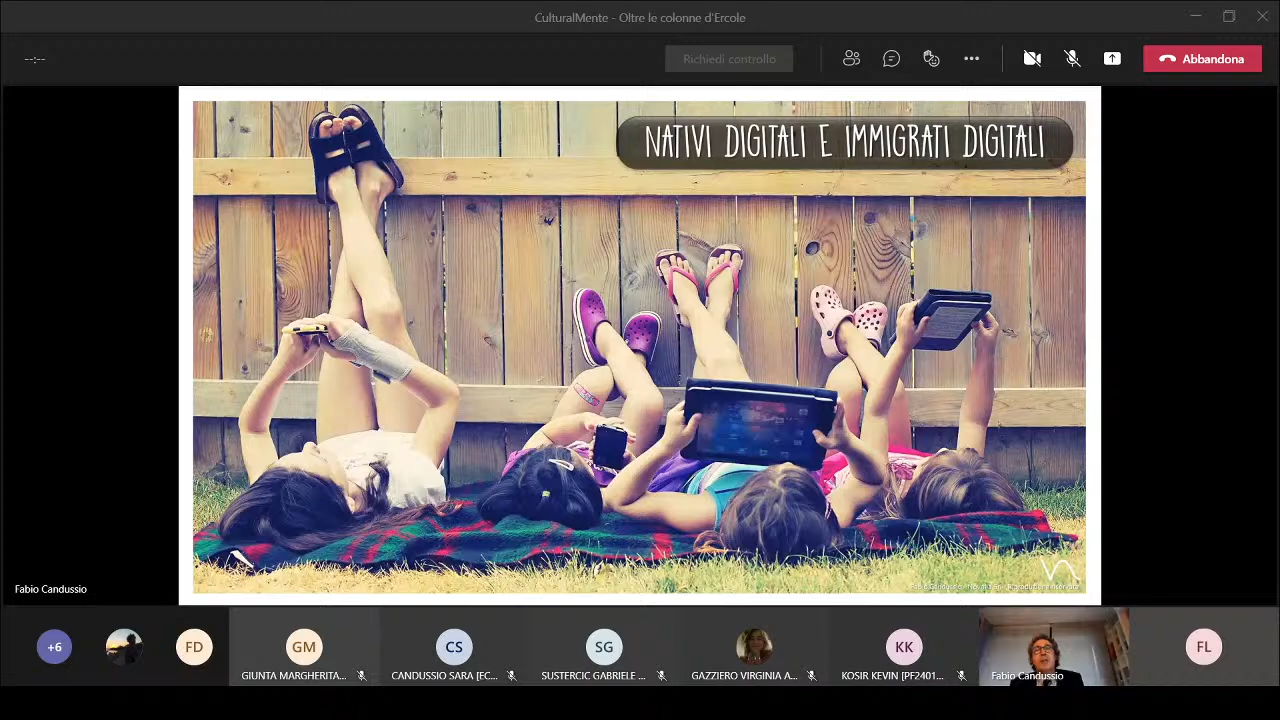 CulturalMente - Oltre le colonne d'Ercole
--:--
Richiedi controllo
Abbandona
NATIVI DIGITALI E IMMIGRATI DIGITALI
Fabio Candussio
+6
FD
GM
GIUNTA MARGHERITA...
CS
CANDUSSIO SARA [EC...
SG
SUSTERCIC GABRIELE ...
GAZZIERO VIRGINIA A...
KK
KOSIR KEVIN [PF2401...
Fabio Candussio
FL